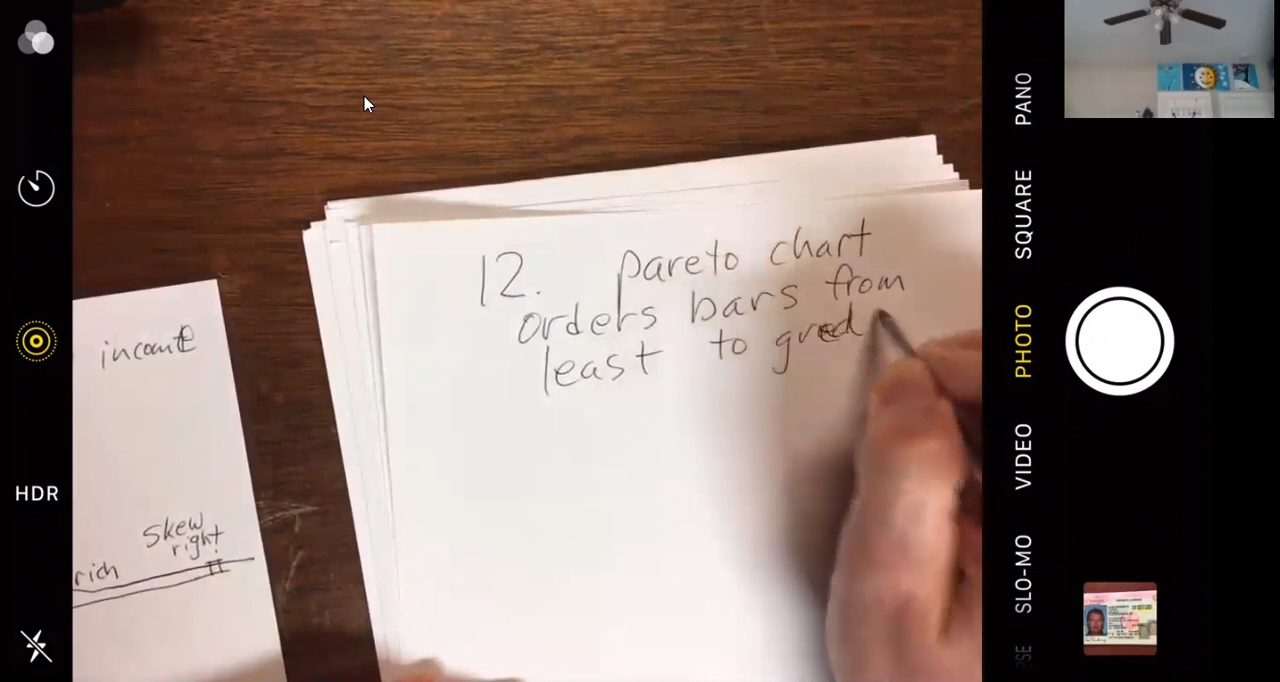 12. pareto chart
orders bars from
least to gred
income
skew
right
rich
HDR
PANO
SQUARE
PHOTO
VIDEO
SLO-MO